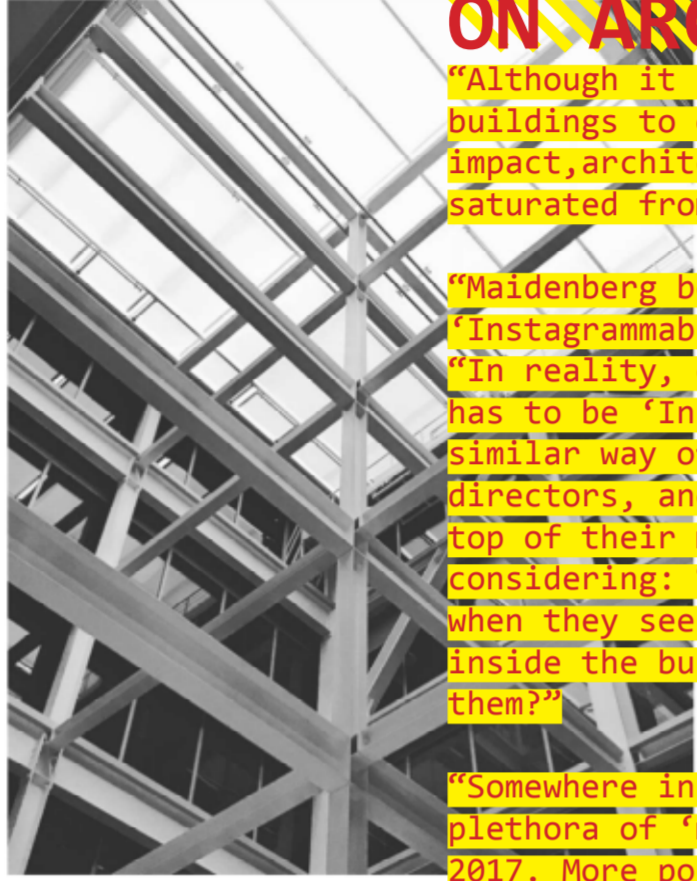 ON ARC
“Although it
buildings to
impact,archit
saturated fro
“Maidenberg b
‘Instagrammab
“In reality,
has to be ‘In
similar way o
directors, an
top of their
considering:
when they see
inside the bu
them?”
“Somewhere in
plethora of ‘
2017. More po